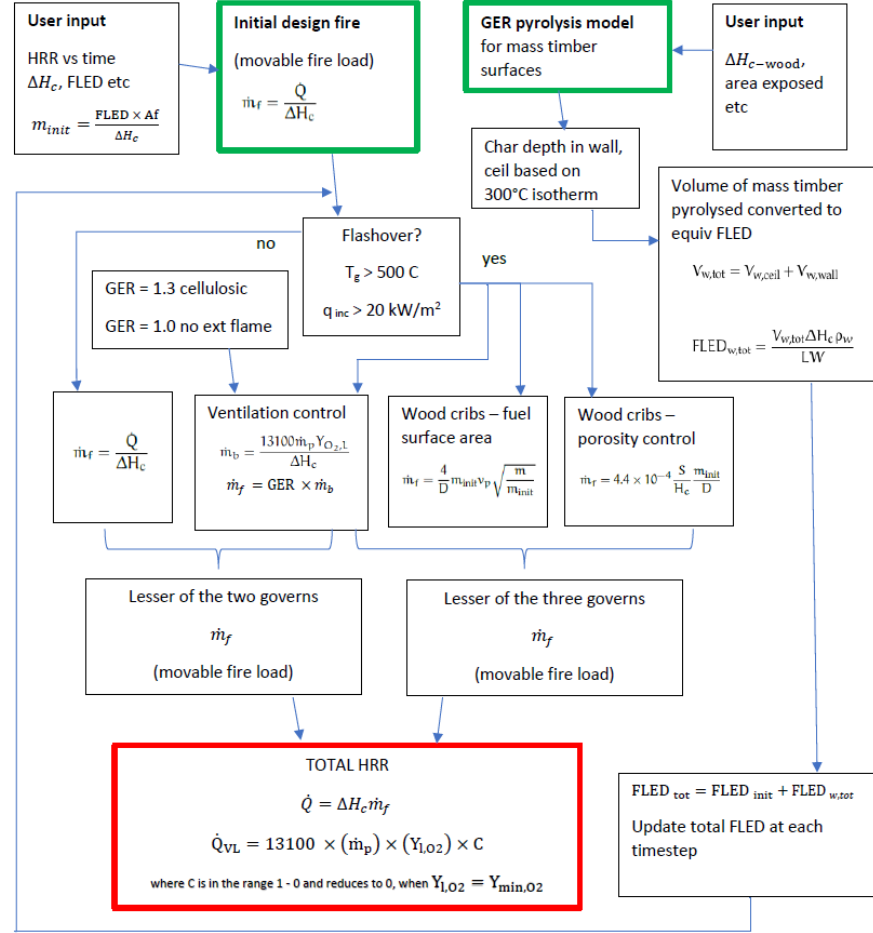 User input
HRR vs time
ΔH_c, FLED etc
m_init = (FLED × Af) / ΔH_c
Initial design fire
(movable fire load)
ṁ_f = Q̇ / ΔH_c
GER pyrolysis model
for mass timber
surfaces
User input
ΔH_c−wood,
area exposed
etc
Char depth in wall,
ceil based on
300°C isotherm
Volume of mass timber
pyrolysed converted to
equiv FLED
V_w,tot = V_w,ceil + V_w,wall
FLED_w,tot = (V_w,tot ΔH_c ρ_w) / LW
no
Flashover?
T_g > 500 C
q_inc > 20 kW/m²
yes
GER = 1.3 cellulosic
GER = 1.0 no ext flame
ṁ_f = Q̇ / ΔH_c
Ventilation control
ṁ_b = (13100 ṁ_p Y_O₂,L) / ΔH_c
ṁ_f = GER × ṁ_b
Wood cribs – fuel
surface area
ṁ_f = (4/D) m_init v_p √(m / m_init)
Wood cribs –
porosity control
ṁ_f = 4.4 × 10⁻⁴ (S / H_c) (m_init / D)
Lesser of the two governs
ṁ_f
(movable fire load)
Lesser of the three governs
ṁ_f
(movable fire load)
TOTAL HRR
Q̇ = ΔH_c ṁ_f
Q̇_VL = 13100 × (ṁ_p) × (Y_l,O2) × C
where C is in the range 1 - 0 and reduces to 0, when Y_l,O2 = Y_min,O2
FLED_tot = FLED_init + FLED_w,tot
Update total FLED at each
timestep